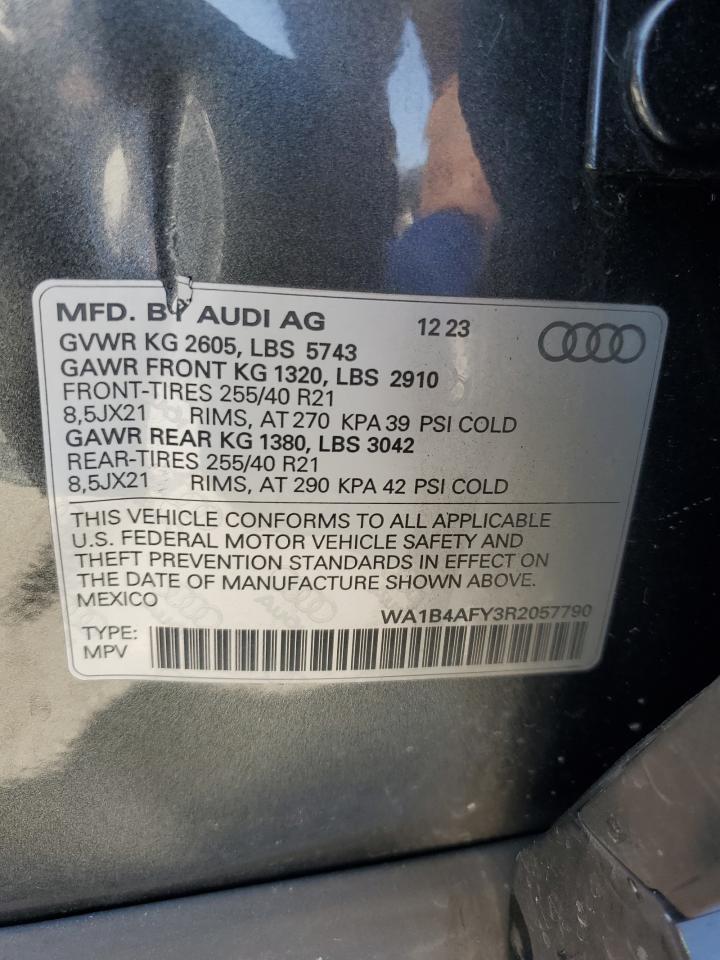 MFD. BY AUDI AG 12 23
GVWR KG 2605, LBS 5743
GAWR FRONT KG 1320, LBS 2910
FRONT-TIRES 255/40 R21
8,5JX21 RIMS, AT 270 KPA 39 PSI COLD
GAWR REAR KG 1380, LBS 3042
REAR-TIRES 255/40 R21
8,5JX21 RIMS, AT 290 KPA 42 PSI COLD
THIS VEHICLE CONFORMS TO ALL APPLICABLE
U.S. FEDERAL MOTOR VEHICLE SAFETY AND
THEFT PREVENTION STANDARDS IN EFFECT ON
THE DATE OF MANUFACTURE SHOWN ABOVE.
MEXICO
WA1B4AFY3R2057790
TYPE:
MPV